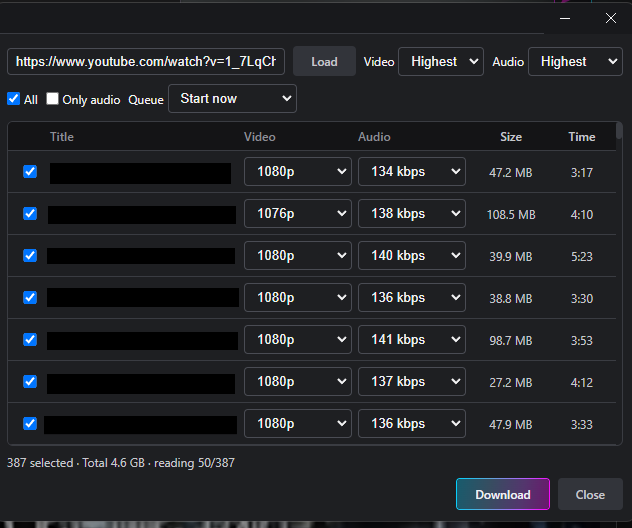 https://www.youtube.com/watch?v=1_7LqCh Load Video Highest Audio Highest
All Only audio Queue Start now
Title Video Audio Size Time
1080p 134 kbps 47.2 MB 3:17
1076p 138 kbps 108.5 MB 4:10
1080p 140 kbps 39.9 MB 5:23
1080p 136 kbps 38.8 MB 3:30
1080p 141 kbps 98.7 MB 3:53
1080p 137 kbps 27.2 MB 4:12
1080p 136 kbps 47.9 MB 3:33
387 selected · Total 4.6 GB · reading 50/387
Download Close